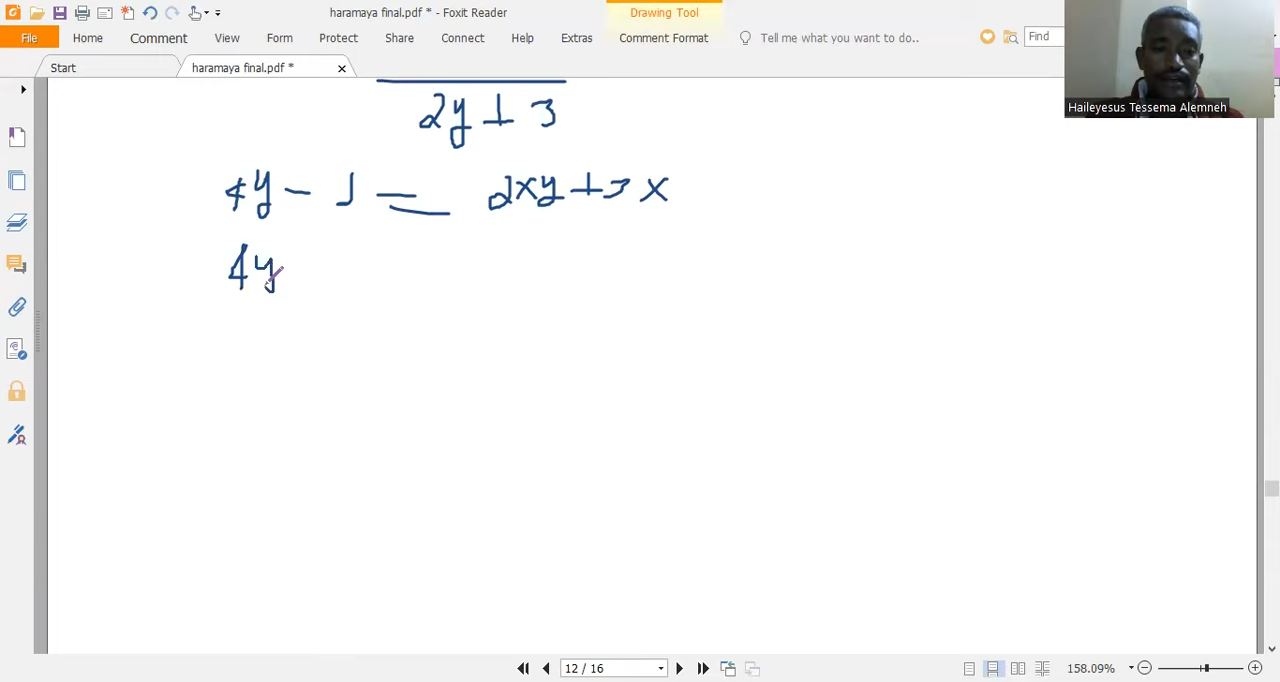 haramaya final.pdf * - Foxit Reader
Drawing Tool
File Home Comment View Form Protect Share Connect Help Extras Comment Format Tell me what you want to do.. Find
Start haramaya final.pdf *
Haileyesus Tessema Alemneh
2y + 3
4y - 1 = 2xy + 3x
4y
12 / 16
158.09%